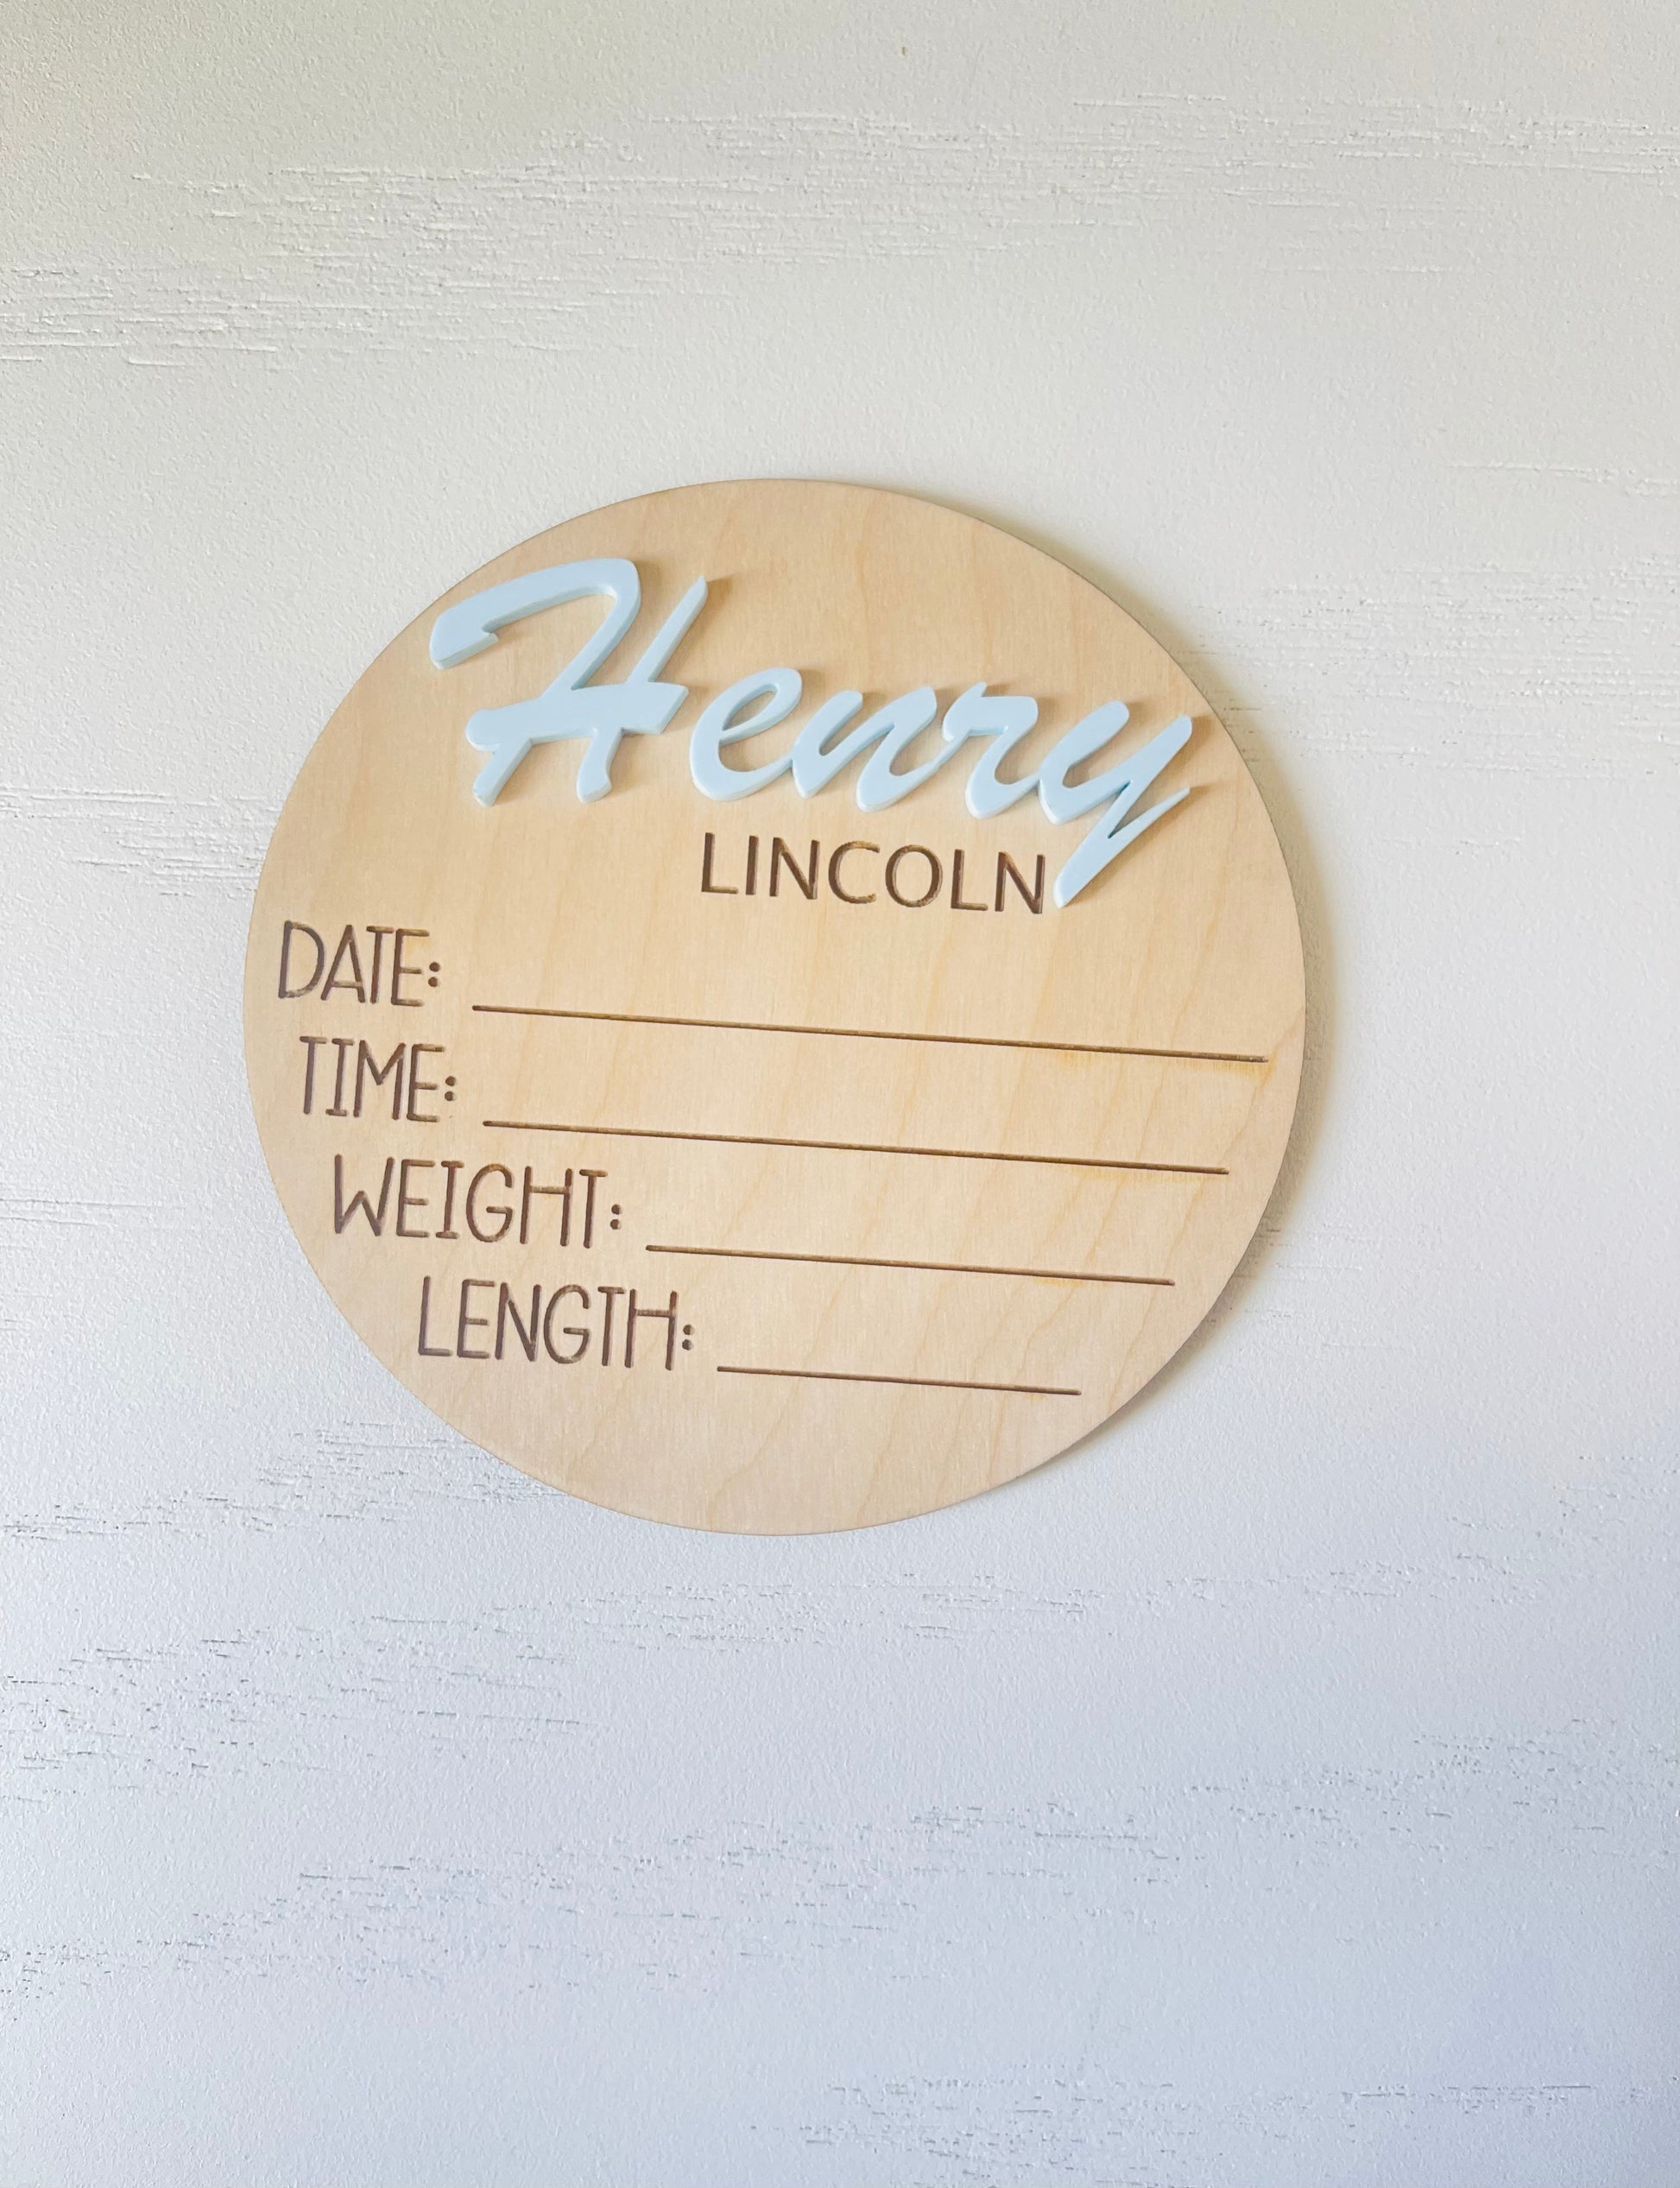 Henry
LINCOLN
DATE:
TIME:
WEIGHT:
LENGTH: